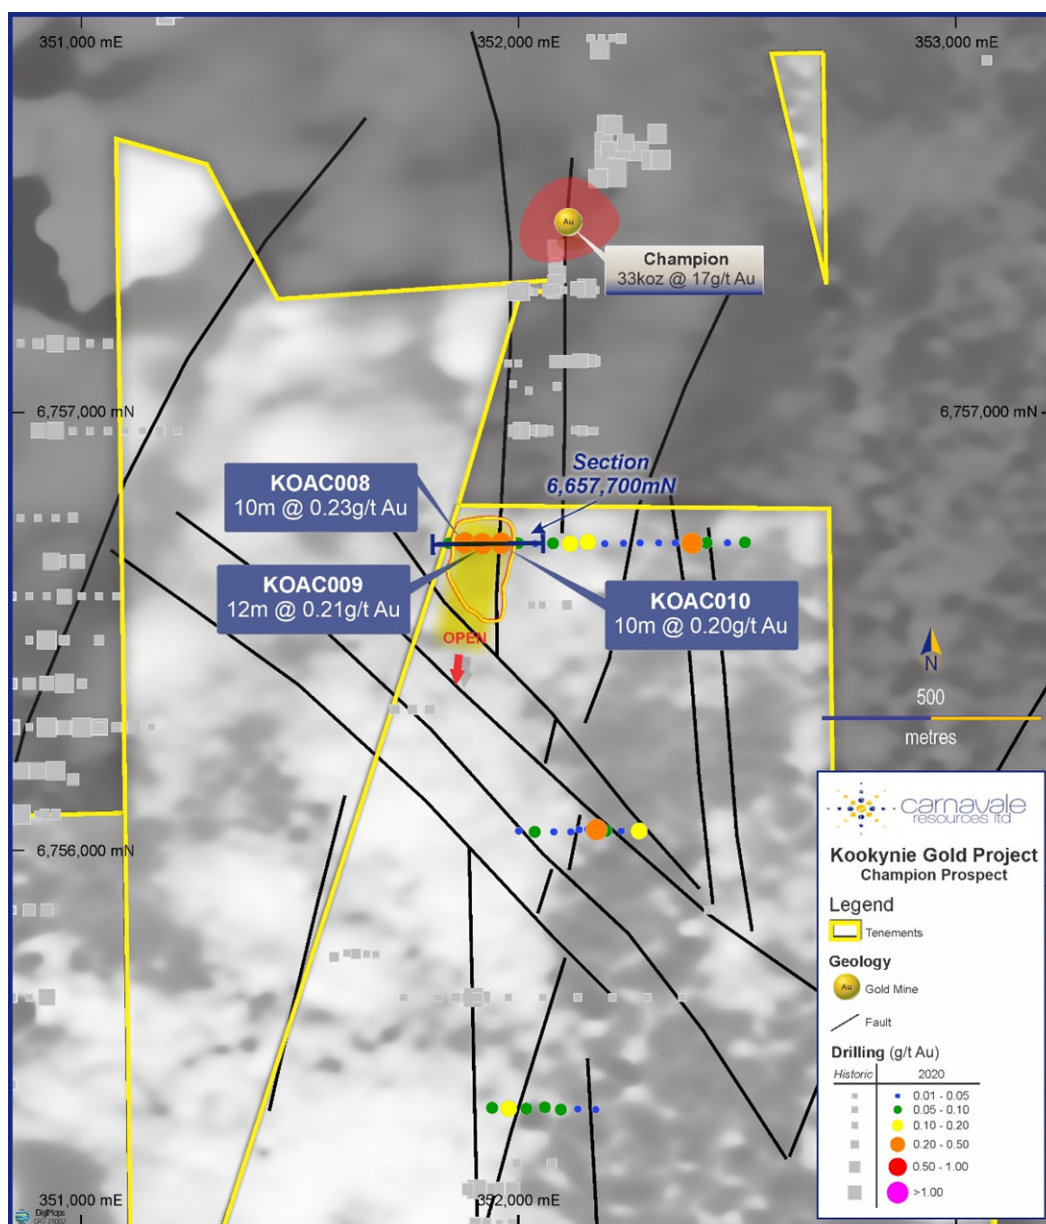 351,000 mE
352,000 mE
353,000 mE
Au
Champion
33koz @ 17g/t Au
6,757,000 mN
6,757,000 mN
Section
6,657,700mN
KOAC008
10m @ 0.23g/t Au
KOAC009
12m @ 0.21g/t Au
KOAC010
10m @ 0.20g/t Au
OPEN
N
500
metres
6,756,000 mN
carnavale
resources ltd
Kookynie Gold Project
Champion Prospect
Legend
Tenements
Geology
Au
Gold Mine
Fault
Drilling (g/t Au)
Historic 2020
0.01 - 0.05
0.05 - 0.10
0.10 - 0.20
0.20 - 0.50
0.50 - 1.00
>1.00
351,000 mE
352,000 mE
DigiMaps